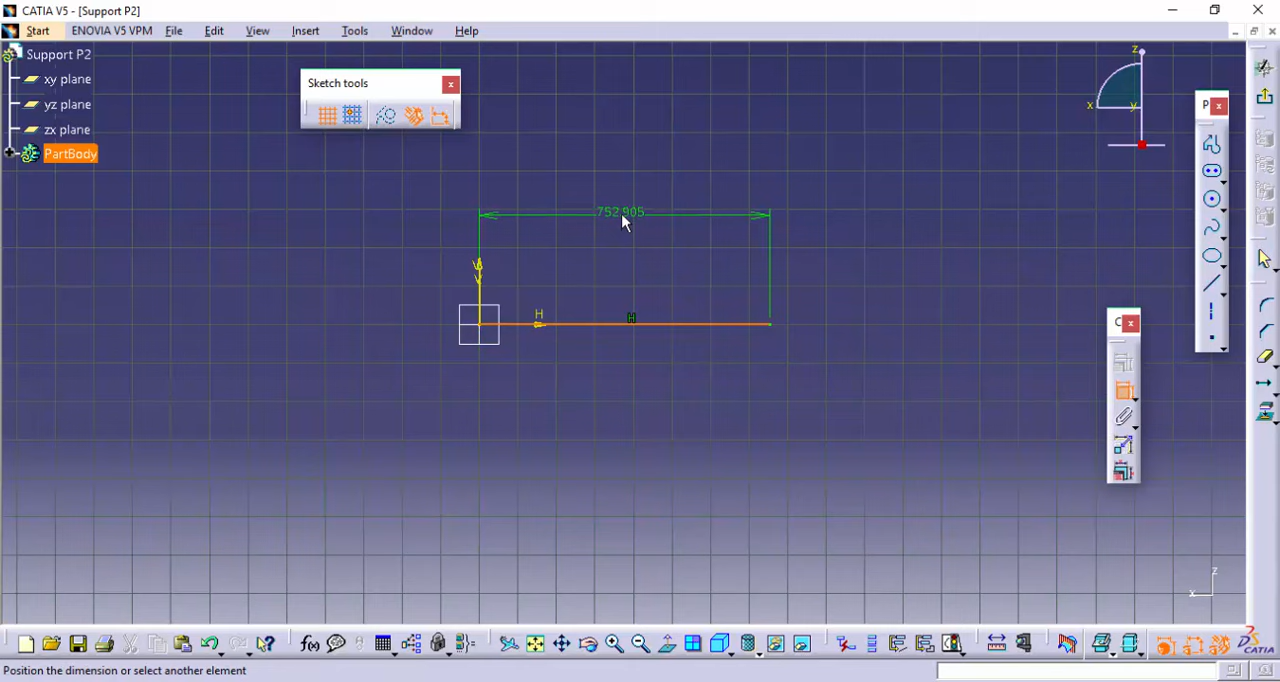 CATIA V5 - [Support P2]
Start ENOVIA V5 VPM File Edit View Insert Tools Window Help
Support P2
xy plane
yz plane
zx plane
PartBody
Sketch tools
z
x
y
P
752.905
V
H
H
C
z
x
f(x)
CATIA
Position the dimension or select another element